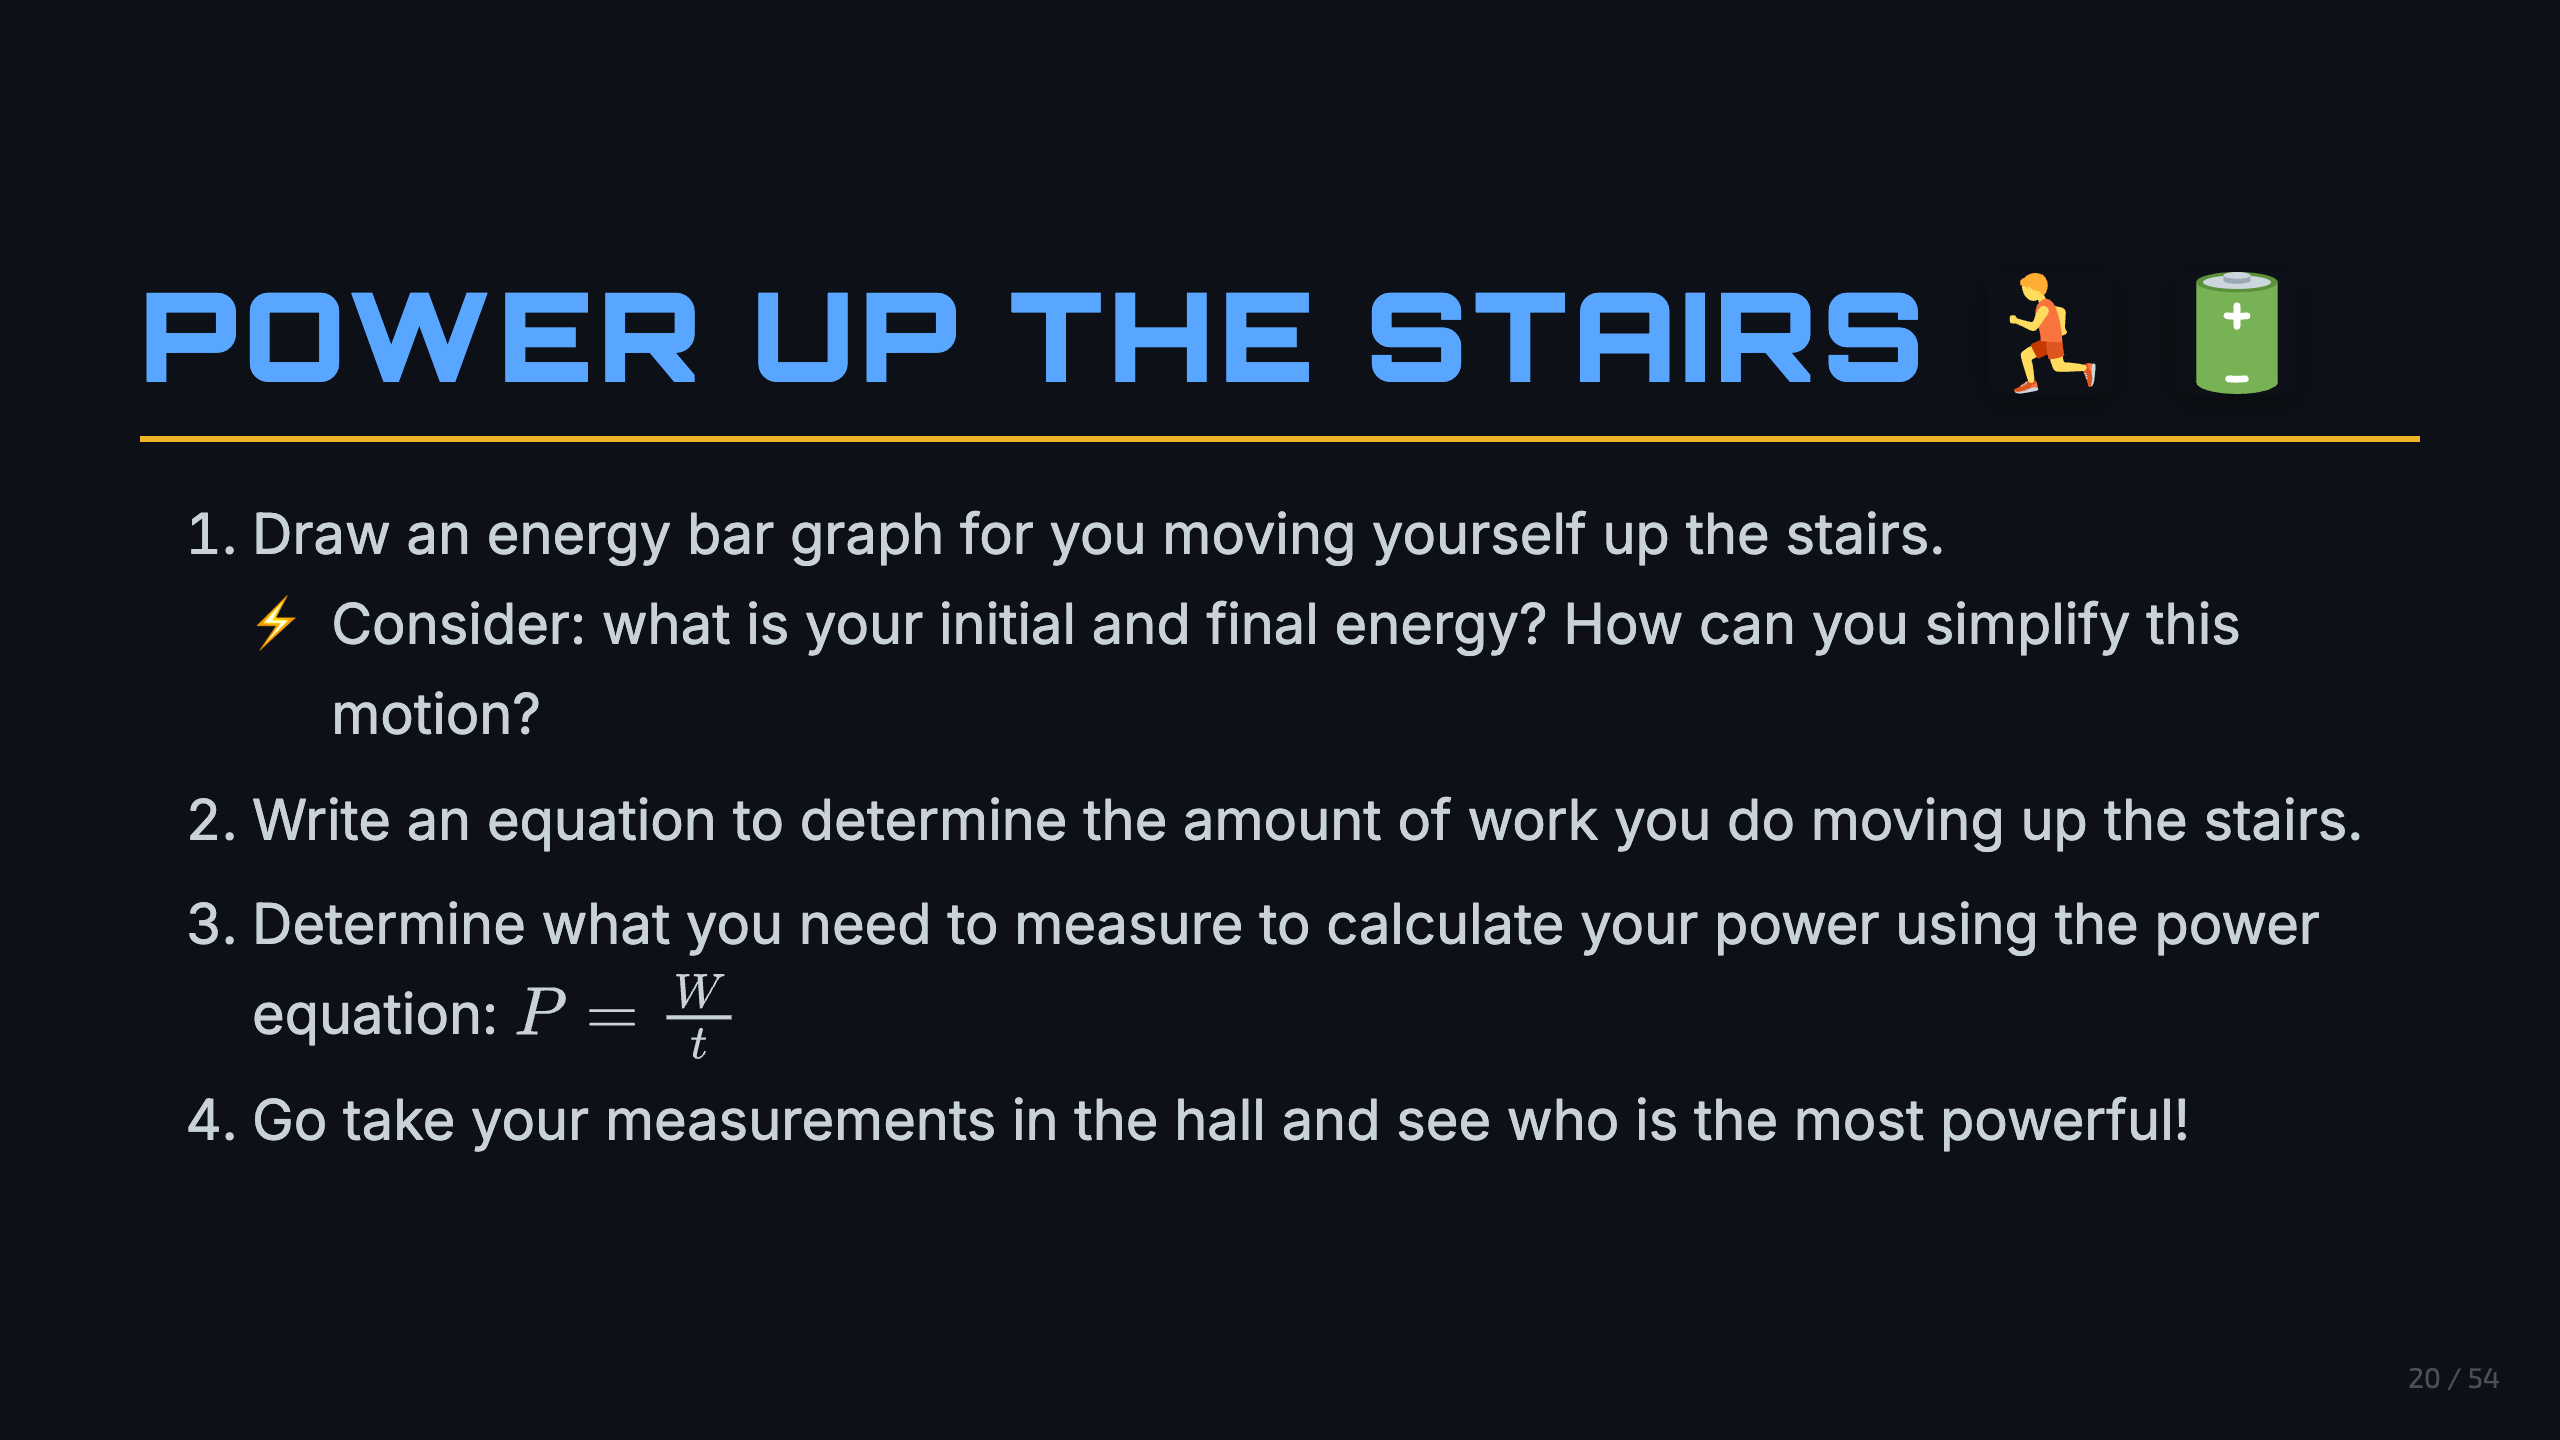 POWER UP THE STAIRS
1. Draw an energy bar graph for you moving yourself up the stairs.
⚡ Consider: what is your initial and final energy? How can you simplify this
motion?
2. Write an equation to determine the amount of work you do moving up the stairs.
3. Determine what you need to measure to calculate your power using the power
equation: $P = \frac{W}{t}$
4. Go take your measurements in the hall and see who is the most powerful!
20 / 54